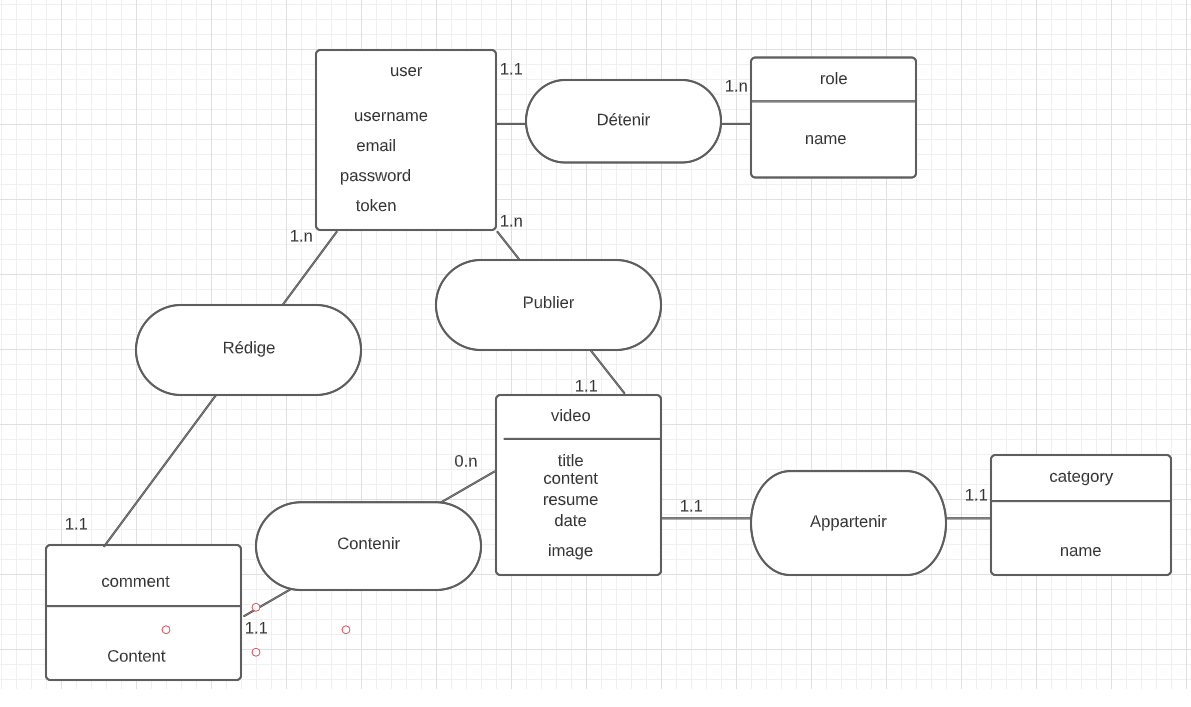 user
username
email
password
token
1.1
Détenir
1.n
role
name
1.n
1.n
Rédige
Publier
1.1
video
title
content
resume
date
image
0.n
Contenir
1.1
Appartenir
1.1
category
name
1.1
comment
Content
1.1